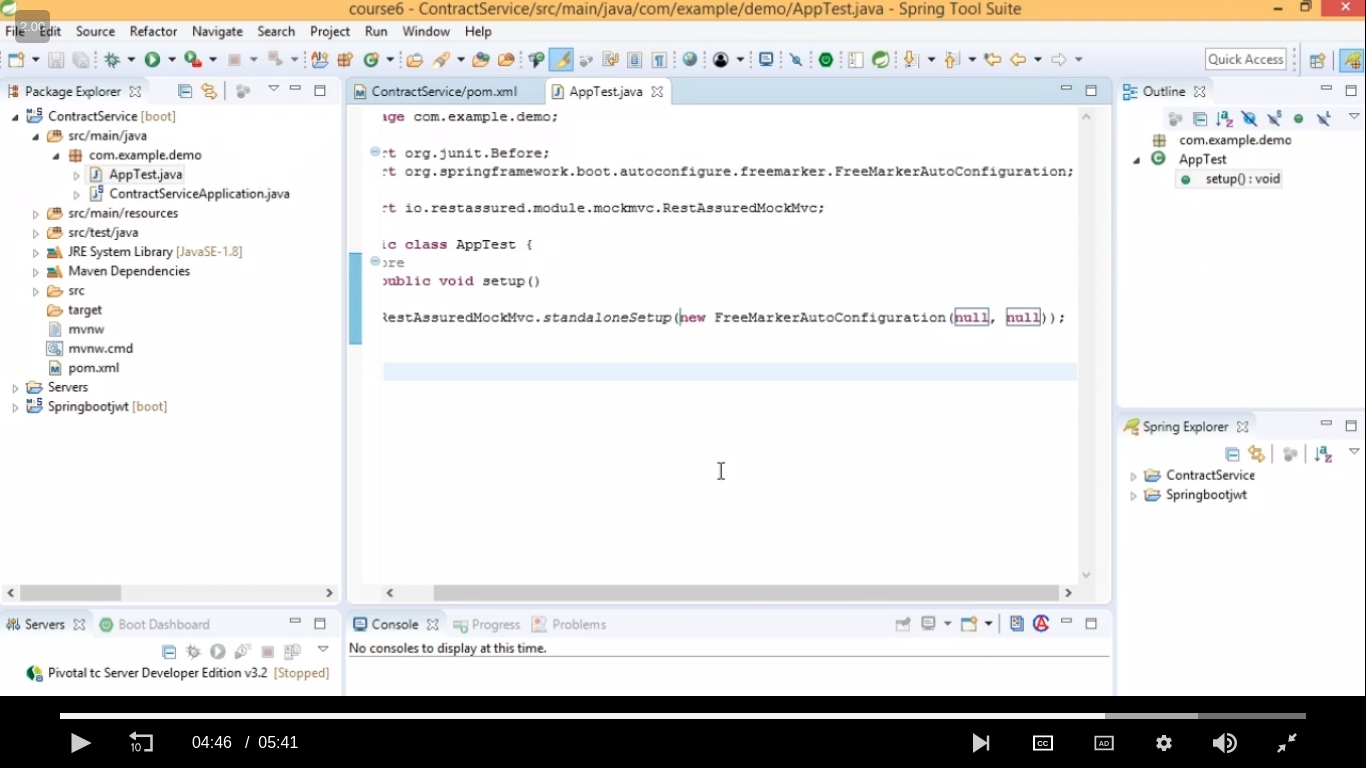 course6 - ContractService/src/main/java/com/example/demo/AppTest.java - Spring Tool Suite
2.00
File Edit Source Refactor Navigate Search Project Run Window Help
Quick Access
Package Explorer
ContractService [boot]
src/main/java
com.example.demo
AppTest.java
ContractServiceApplication.java
src/main/resources
src/test/java
JRE System Library [JavaSE-1.8]
Maven Dependencies
src
target
mvnw
mvnw.cmd
pom.xml
Servers
Springbootjwt [boot]
ContractService/pom.xml
AppTest.java
age com.example.demo;
rt org.junit.Before;
rt org.springframework.boot.autoconfigure.freemarker.FreeMarkerAutoConfiguration;
rt io.restassured.module.mockmvc.RestAssuredMockMvc;
ic class AppTest {
ore
public void setup()
RestAssuredMockMvc.standaloneSetup(new FreeMarkerAutoConfiguration(null, null));
Outline
com.example.demo
AppTest
setup() : void
Spring Explorer
ContractService
Springbootjwt
Servers
Boot Dashboard
Pivotal tc Server Developer Edition v3.2 [Stopped]
Console
Progress
Problems
No consoles to display at this time.
10
04:46 / 05:41
CC
AD